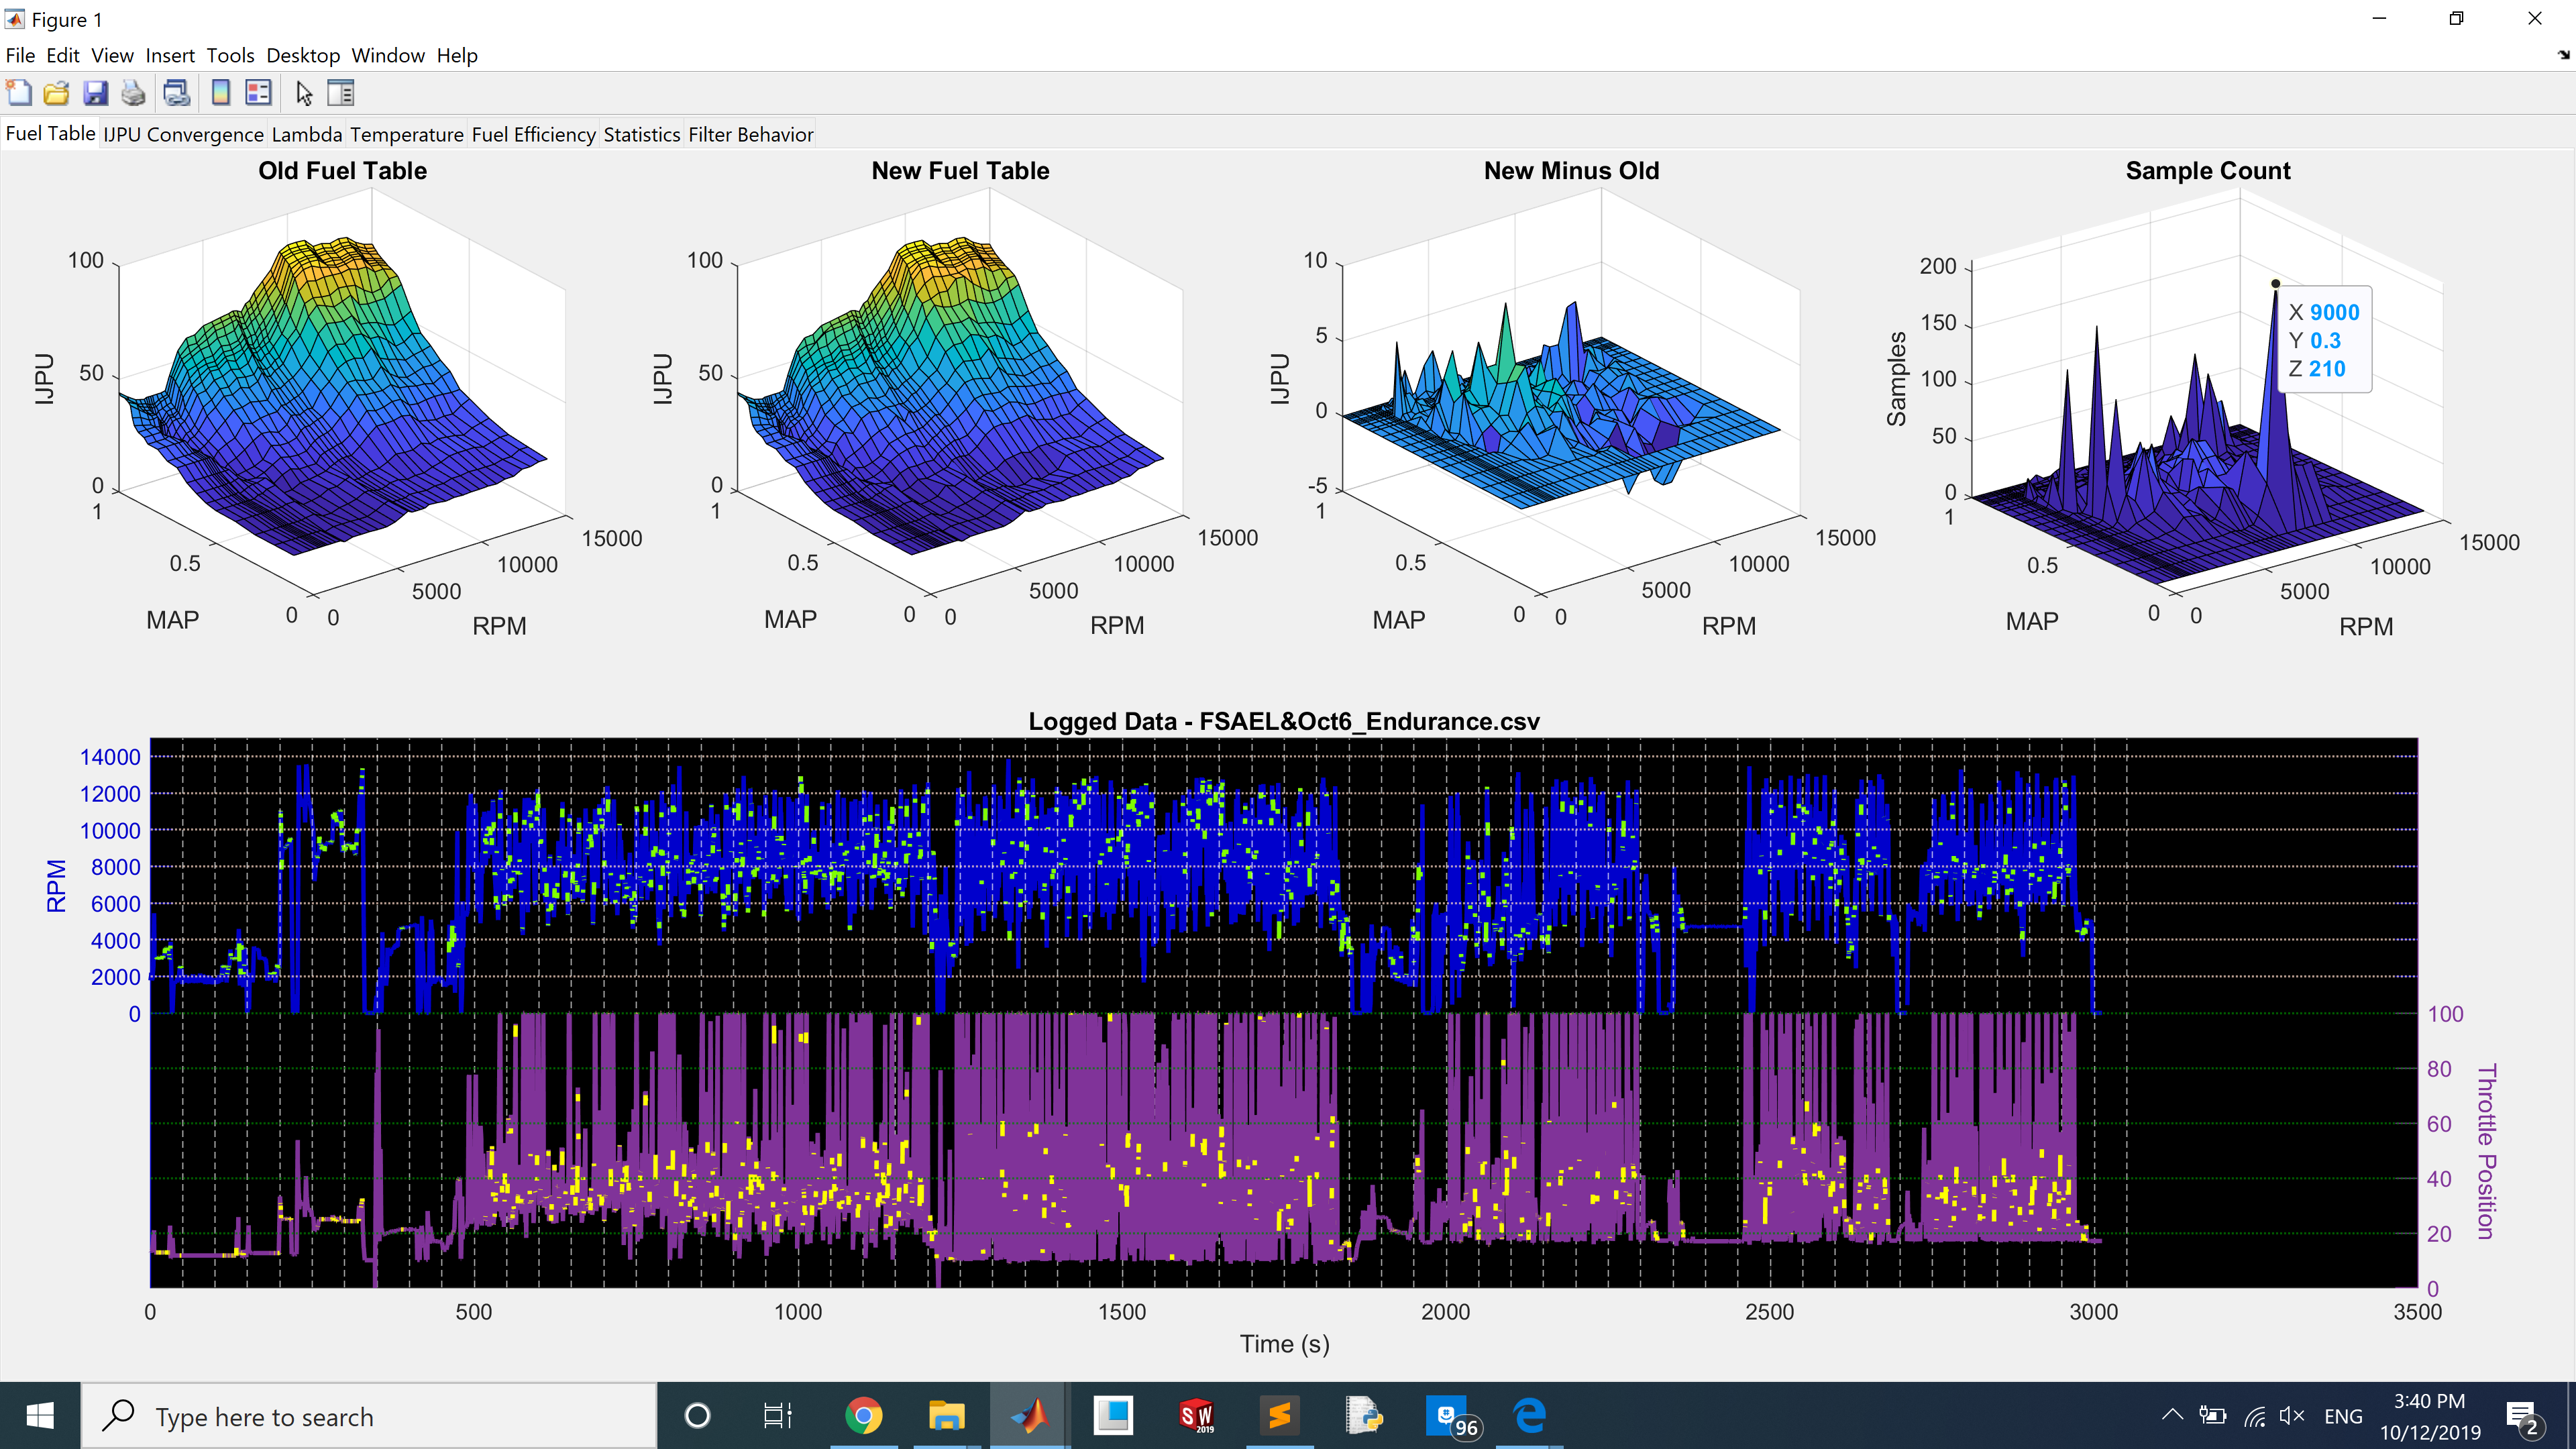 Figure 1
File Edit View Insert Tools Desktop Window Help
Fuel Table IJPU Convergence Lambda Temperature Fuel Efficiency Statistics Filter Behavior
Old Fuel Table
100
50
0
IJPU
1
0.5
0
MAP
0
5000
10000
15000
RPM
New Fuel Table
100
50
0
IJPU
1
0.5
0
MAP
0
5000
10000
15000
RPM
New Minus Old
10
5
0
-5
IJPU
1
0.5
0
MAP
0
5000
10000
15000
RPM
Sample Count
200
150
100
50
0
Samples
X 9000
Y 0.3
Z 210
1
0.5
0
MAP
0
5000
10000
15000
RPM
Logged Data - FSAEL&Oct6_Endurance.csv
14000
12000
10000
8000
6000
4000
2000
0
RPM
100
80
60
40
20
0
Throttle Position
0 500 1000 1500 2000 2500 3000 3500
Time (s)
Type here to search
SW
2019
96
ENG
3:40 PM
10/12/2019
2